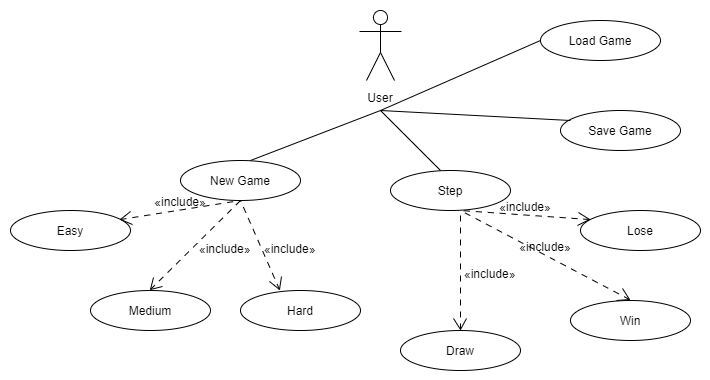 Load Game
User
Save Game
New Game
Step
«include»
«include»
Easy
Lose
«include»
«include»
«include»
«include»
Medium
Hard
Win
Draw